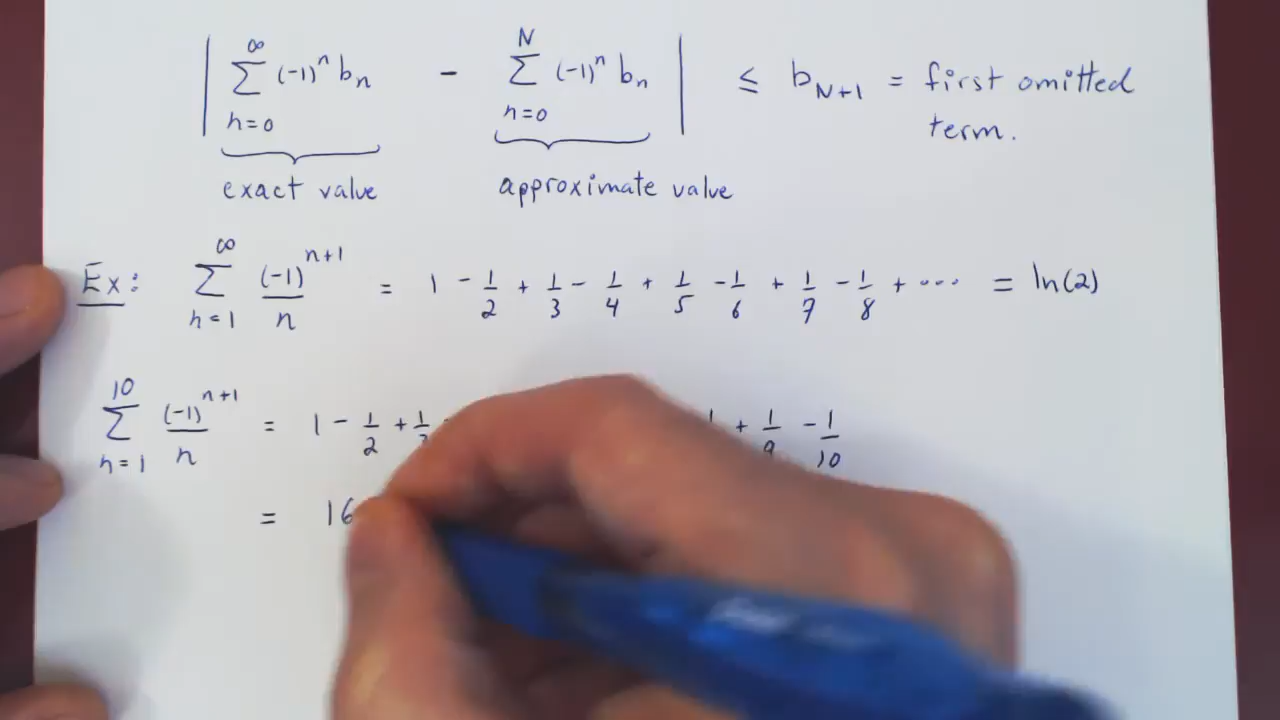 | ∞ Σ n=0 (-1)^n b_n - N Σ n=0 (-1)^n b_n | ≤ b_{N+1} = first omitted
term.
exact value approximate value
Ex: ∞ Σ n=1 (-1)^{n+1}/n = 1 - 1/2 + 1/3 - 1/4 + 1/5 - 1/6 + 1/7 - 1/8 + ... = ln(2)
10 Σ n=1 (-1)^{n+1}/n = 1 - 1/2 + 1/3 + 1/9 - 1/10
= 16